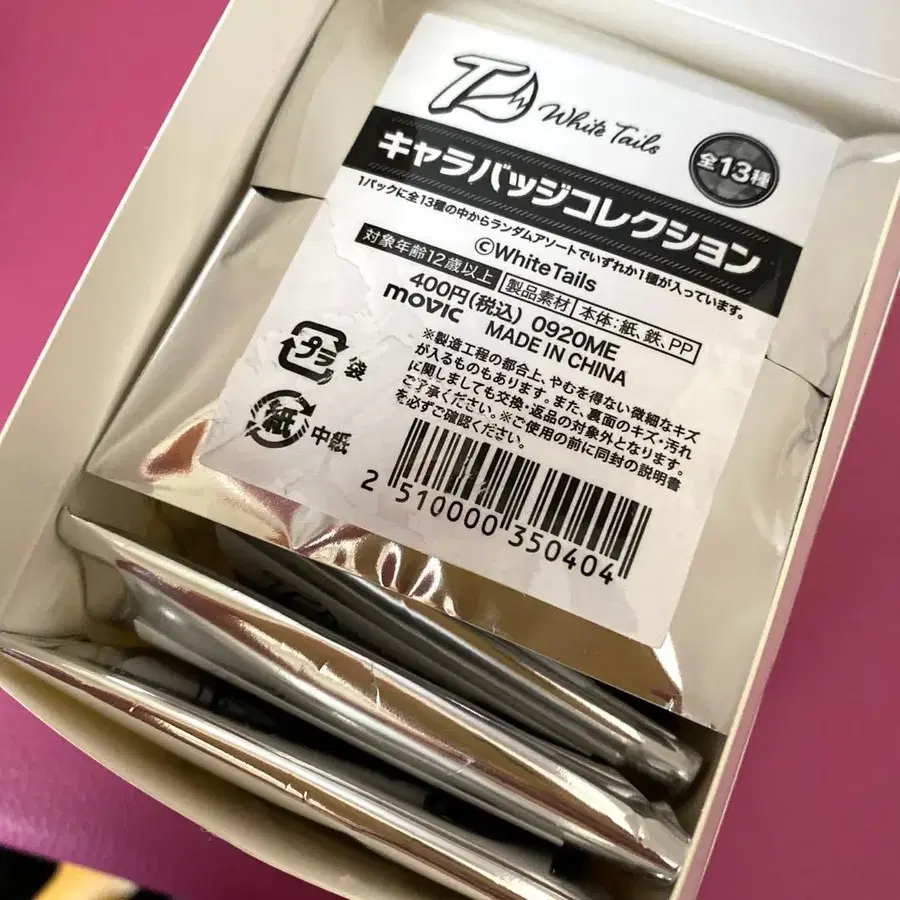 White Tails
全13種
キャラバッジコレクション
1パックに全13種の中からランダムアソートでいずれか1種が入っています。
©WhiteTails
対象年齢12歳以上 製品素材 本体:紙、鉄、PP
400円(税込) 0920ME
movic MADE IN CHINA
※製造工程の都合上、やむを得ない微細なキズ
が入るものもあります。また、裏面のキズ・汚れ
に関しましても交換・返品の対象外となります。
ご了承ください。※ご使用の前に同封の説明書
を必ずご確認ください。
プラ 袋
紙 中紙
2 510000 350404